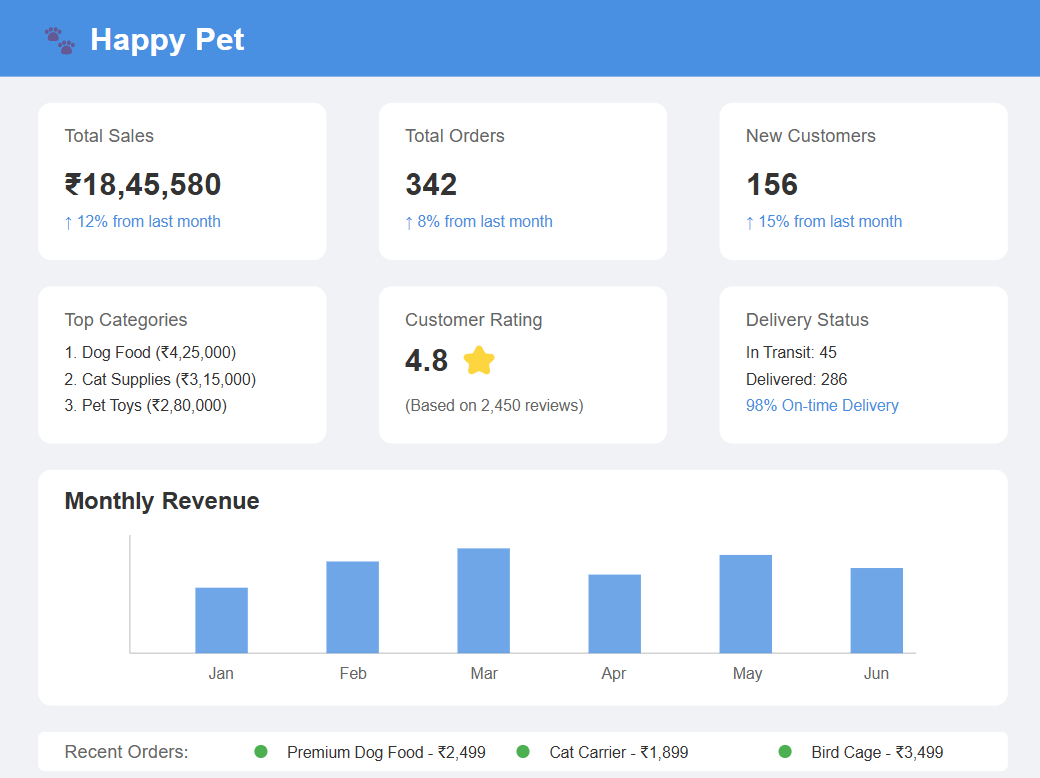 Happy Pet
Total Sales
₹18,45,580
↑ 12% from last month
Total Orders
342
↑ 8% from last month
New Customers
156
↑ 15% from last month
Top Categories
1. Dog Food (₹4,25,000)
2. Cat Supplies (₹3,15,000)
3. Pet Toys (₹2,80,000)
Customer Rating
4.8
(Based on 2,450 reviews)
Delivery Status
In Transit: 45
Delivered: 286
98% On-time Delivery
Monthly Revenue
Jan Feb Mar Apr May Jun
Recent Orders: Premium Dog Food - ₹2,499 Cat Carrier - ₹1,899 Bird Cage - ₹3,499